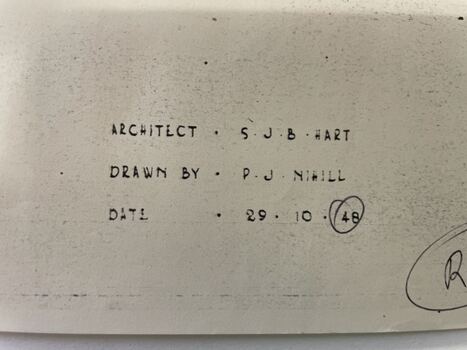 ARCHITECT · S · J · B · HART
DRAWN BY · P · J · NIHILL
DATE · 29 · 10 · 48
R